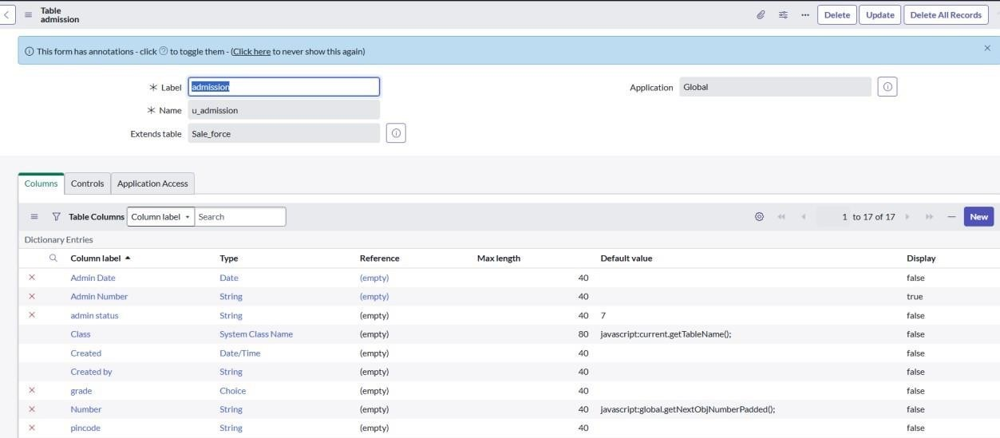 Table
admission
Delete Update Delete All Records
This form has annotations - click ? to toggle them - (Click here to never show this again)
Label admission Application Global
Name u_admission
Extends table Sale_force
Columns Controls Application Access
Table Columns Column label Search 1 to 17 of 17 New
Dictionary Entries
Column label Type Reference Max length Default value Display
Admin Date Date (empty) 40 false
Admin Number String (empty) 40 true
admin status String (empty) 40 7 false
Class System Class Name (empty) 80 javascript:current.getTableName(); false
Created Date/Time (empty) 40 false
Created by String (empty) 40 false
grade Choice (empty) 40 false
Number String (empty) 40 javascript:global.getNextObjNumberPadded(); false
pincode String (empty) 40 false